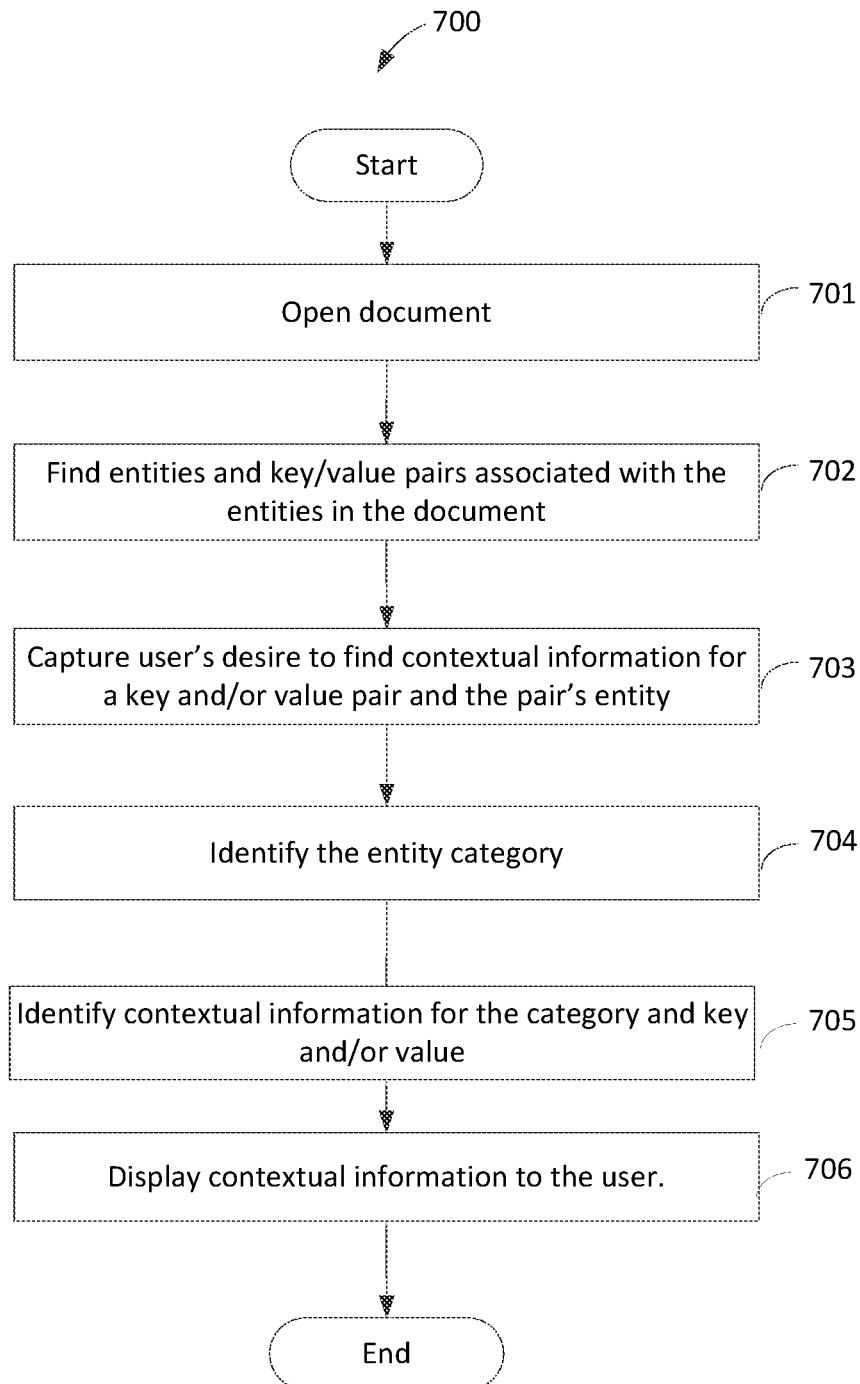 700
Start
Open document
701
Find entities and key/value pairs associated with the
entities in the document
702
Capture user's desire to find contextual information for
a key and/or value pair and the pair's entity
703
Identify the entity category
704
Identify contextual information for the category and key
and/or value
705
Display contextual information to the user.
706
End